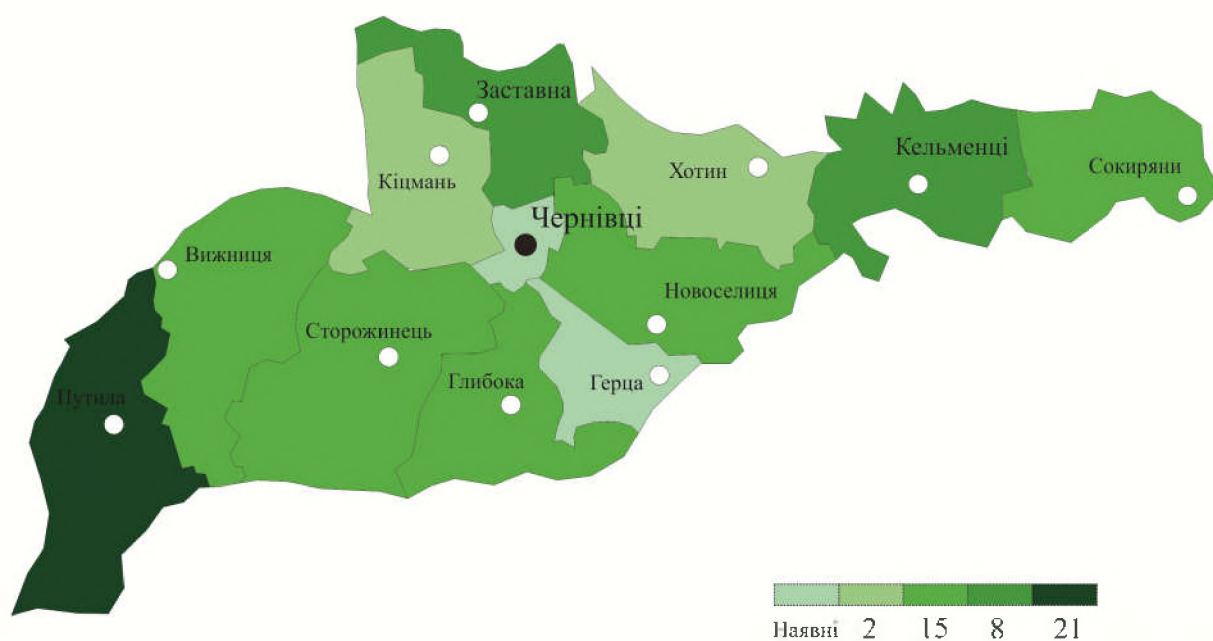 Заставна
Кельменці
Сокиряни
Хотин
Кіцмань
Чернівці
Вижниця
Новоселиця
Сторожинець
Герца
Глибока
Путила
Наявні 2 15 8 21